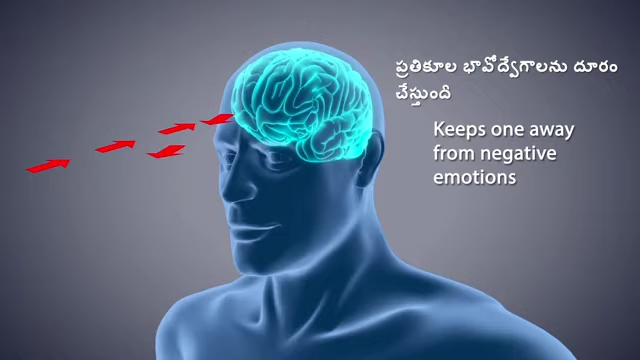 ప్రతికూల భావోద్వేగాలను దూరం
చేస్తుంది
Keeps one away
from negative
emotions